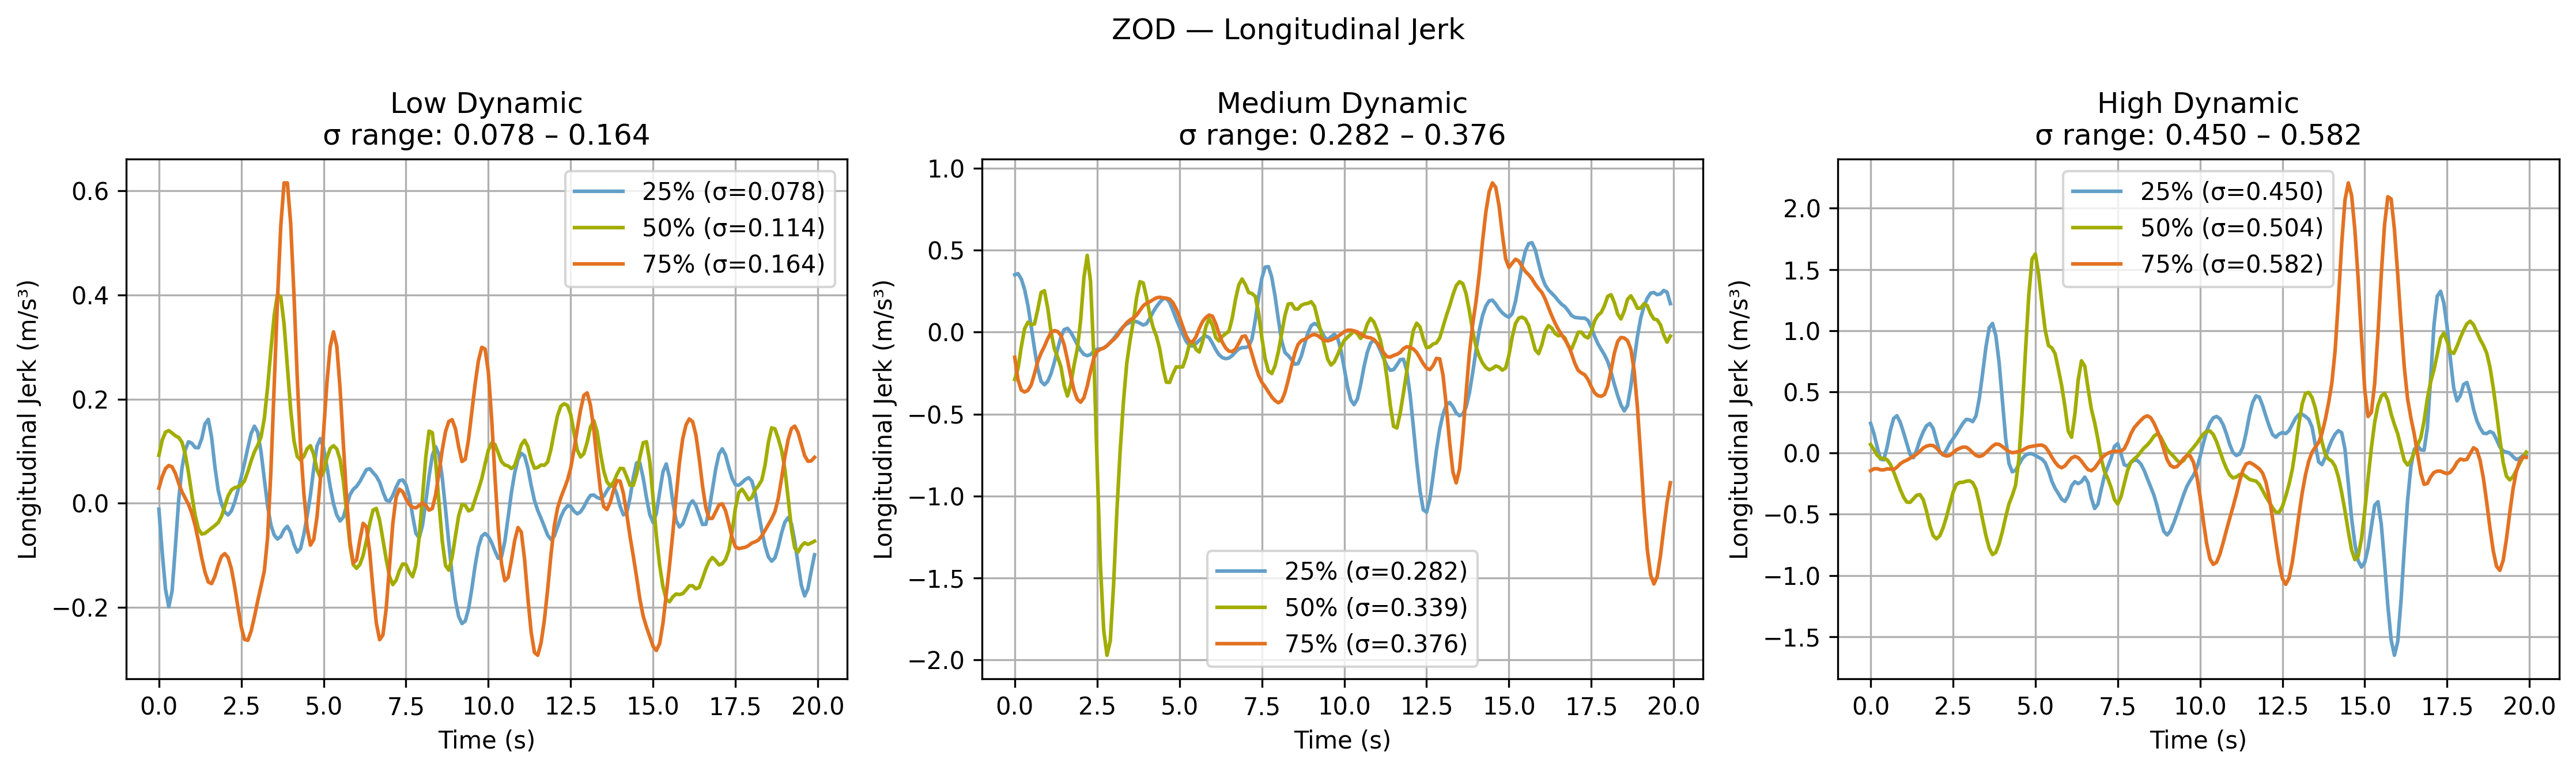 ZOD — Longitudinal Jerk
Low Dynamic
σ range: 0.078 – 0.164
Longitudinal Jerk (m/s³)
0.6
0.4
0.2
0.0
−0.2
25% (σ=0.078)
50% (σ=0.114)
75% (σ=0.164)
0.0 2.5 5.0 7.5 10.0 12.5 15.0 17.5 20.0
Time (s)
Medium Dynamic
σ range: 0.282 – 0.376
Longitudinal Jerk (m/s³)
1.0
0.5
0.0
−0.5
−1.0
−1.5
−2.0
25% (σ=0.282)
50% (σ=0.339)
75% (σ=0.376)
0.0 2.5 5.0 7.5 10.0 12.5 15.0 17.5 20.0
Time (s)
High Dynamic
σ range: 0.450 – 0.582
Longitudinal Jerk (m/s³)
2.0
1.5
1.0
0.5
0.0
−0.5
−1.0
−1.5
25% (σ=0.450)
50% (σ=0.504)
75% (σ=0.582)
0.0 2.5 5.0 7.5 10.0 12.5 15.0 17.5 20.0
Time (s)